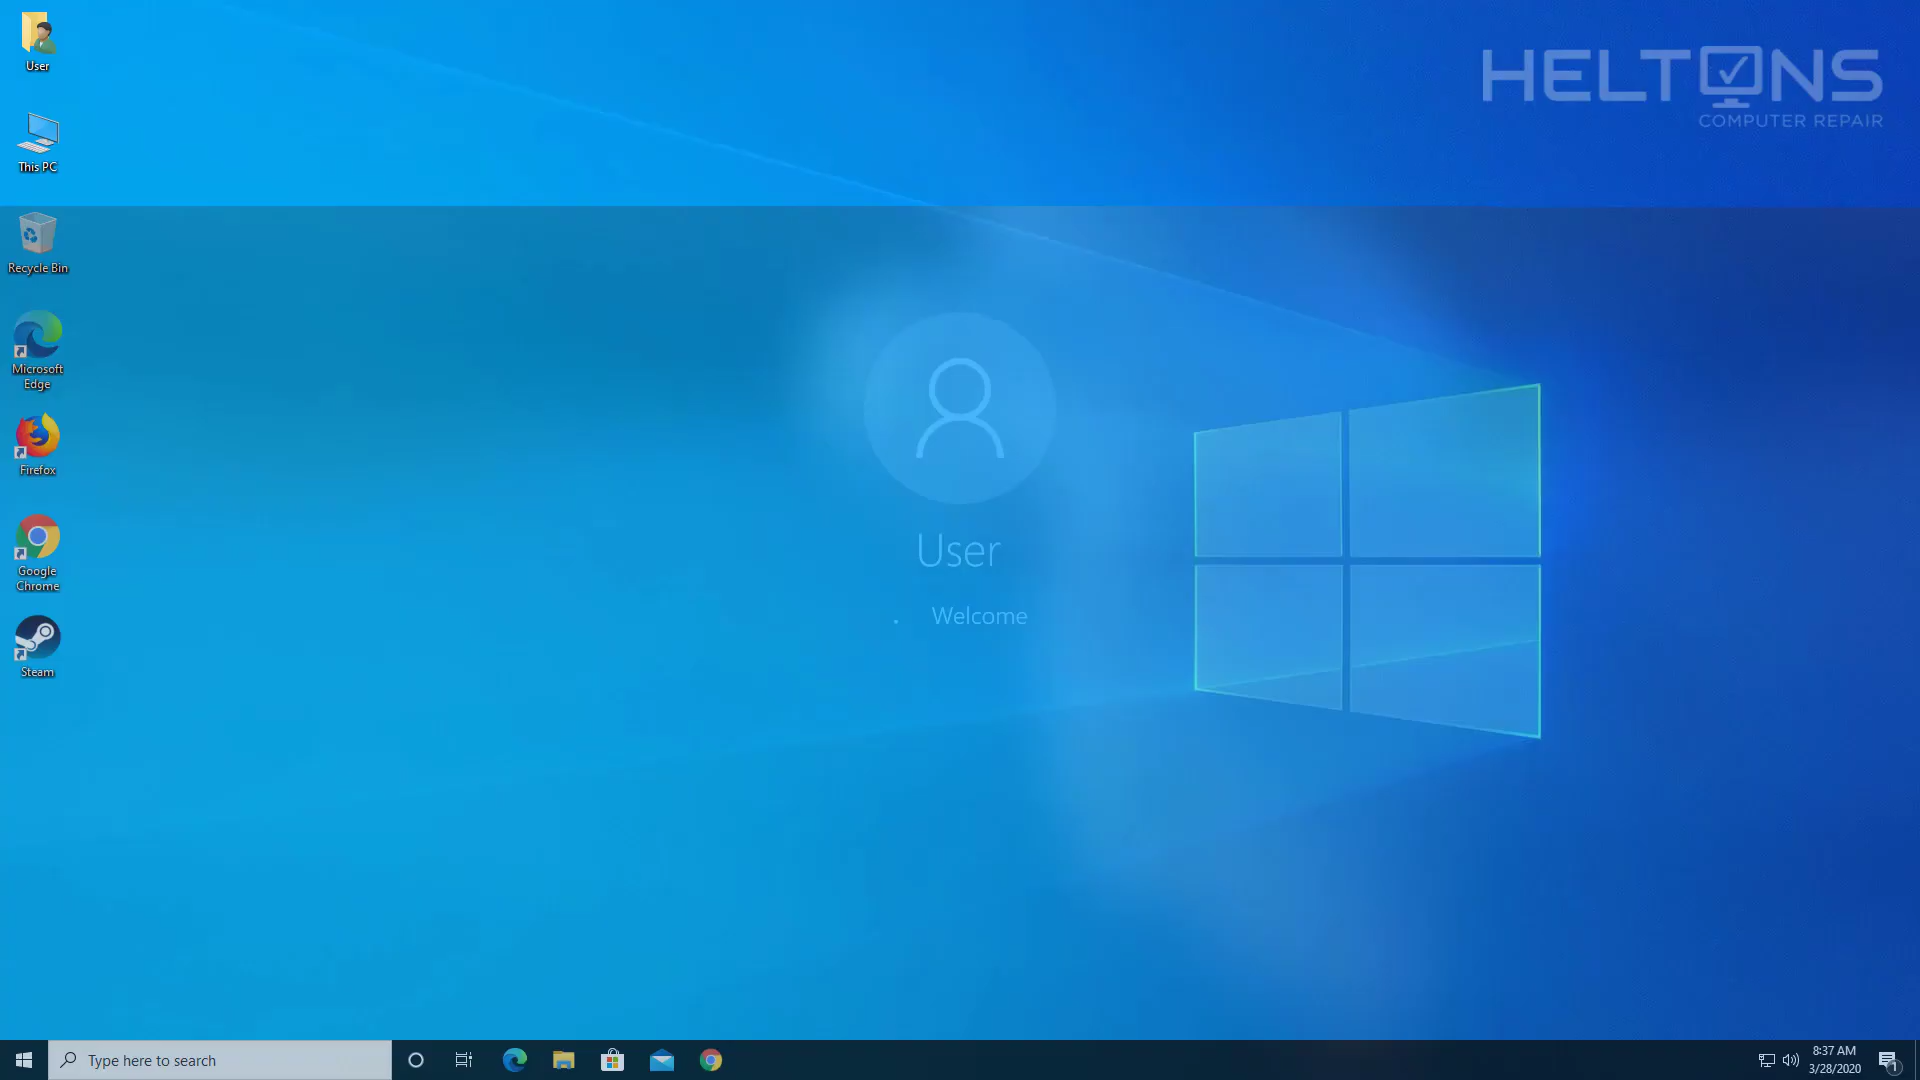 User
This PC
Recycle Bin
Microsoft
Edge
Firefox
Google
Chrome
Steam
HELTONS
COMPUTER REPAIR
User
Welcome
Type here to search
8:37 AM
3/28/2020
1